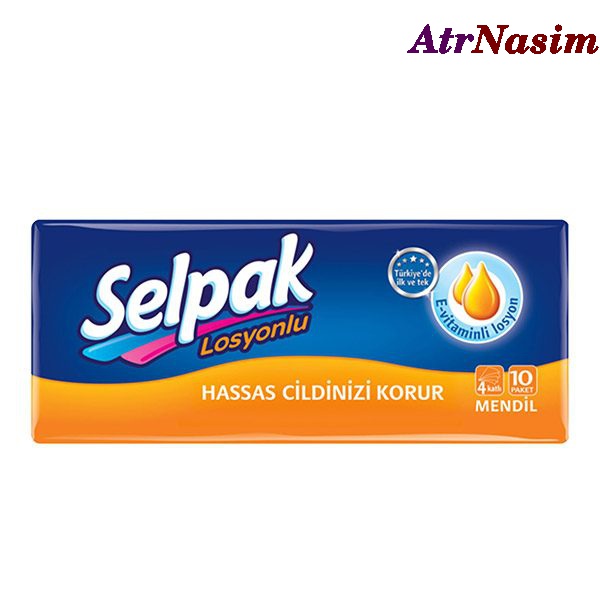 AtrNasim
Selpak
Losyonlu
Türkiye'de
ilk ve tek
E-vitaminli losyon
HASSAS CİLDİNİZİ KORUR
4 katlı
10
PAKET
MENDİL